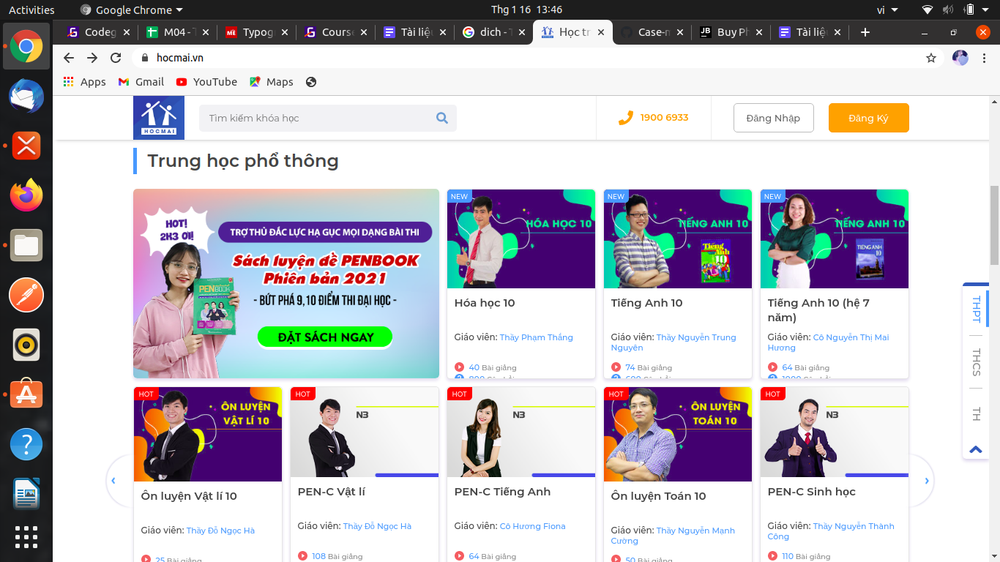 Activities
Google Chrome
Thg 1 16 13:46
vi
Codeg
M04 - T
Typog
Course
Tài liệu
dich - T
Học tr
Case-n
Buy Ph
Tài liệu
hocmai.vn
Apps
Gmail
YouTube
Maps
HOCMAI
Tìm kiếm khóa học
1900 6933
Đăng Nhập
Đăng Ký
Trung học phổ thông
HOT!
2K3 ƠI!
TRỢ THỦ ĐẮC LỰC HẠ GỤC MỌI DẠNG BÀI THI
Sách luyện đề PENBOOK
Phiên bản 2021
- BỨT PHÁ 9, 10 ĐIỂM THI ĐẠI HỌC -
ĐẶT SÁCH NGAY
PENBOOK
NEW
HÓA HỌC 10
Hóa học 10
Giáo viên: Thầy Phạm Thắng
40 Bài giảng
NEW
TIẾNG ANH 10
Tiếng
Anh
10
Tiếng Anh 10
Giáo viên: Thầy Nguyễn Trung
Nguyên
74 Bài giảng
NEW
TIẾNG ANH 10
TIENG ANH
10
Tiếng Anh 10 (hệ 7
năm)
Giáo viên: Cô Nguyễn Thị Mai
Hương
64 Bài giảng
THPT
THCS
TH
HOT
ÔN LUYỆN
VẬT LÍ 10
Ôn luyện Vật lí 10
Giáo viên: Thầy Đỗ Ngọc Hà
25 Bài giảng
HOT
N3
PEN-C Vật lí
Giáo viên: Thầy Đỗ Ngọc Hà
108 Bài giảng
HOT
N3
PEN-C Tiếng Anh
Giáo viên: Cô Hương Fiona
64 Bài giảng
HOT
ÔN LUYỆN
TOÁN 10
Ôn luyện Toán 10
Giáo viên: Thầy Nguyễn Mạnh
Cường
50 Bài giảng
HOT
N3
PEN-C Sinh học
Giáo viên: Thầy Nguyễn Thành
Công
110 Bài giảng